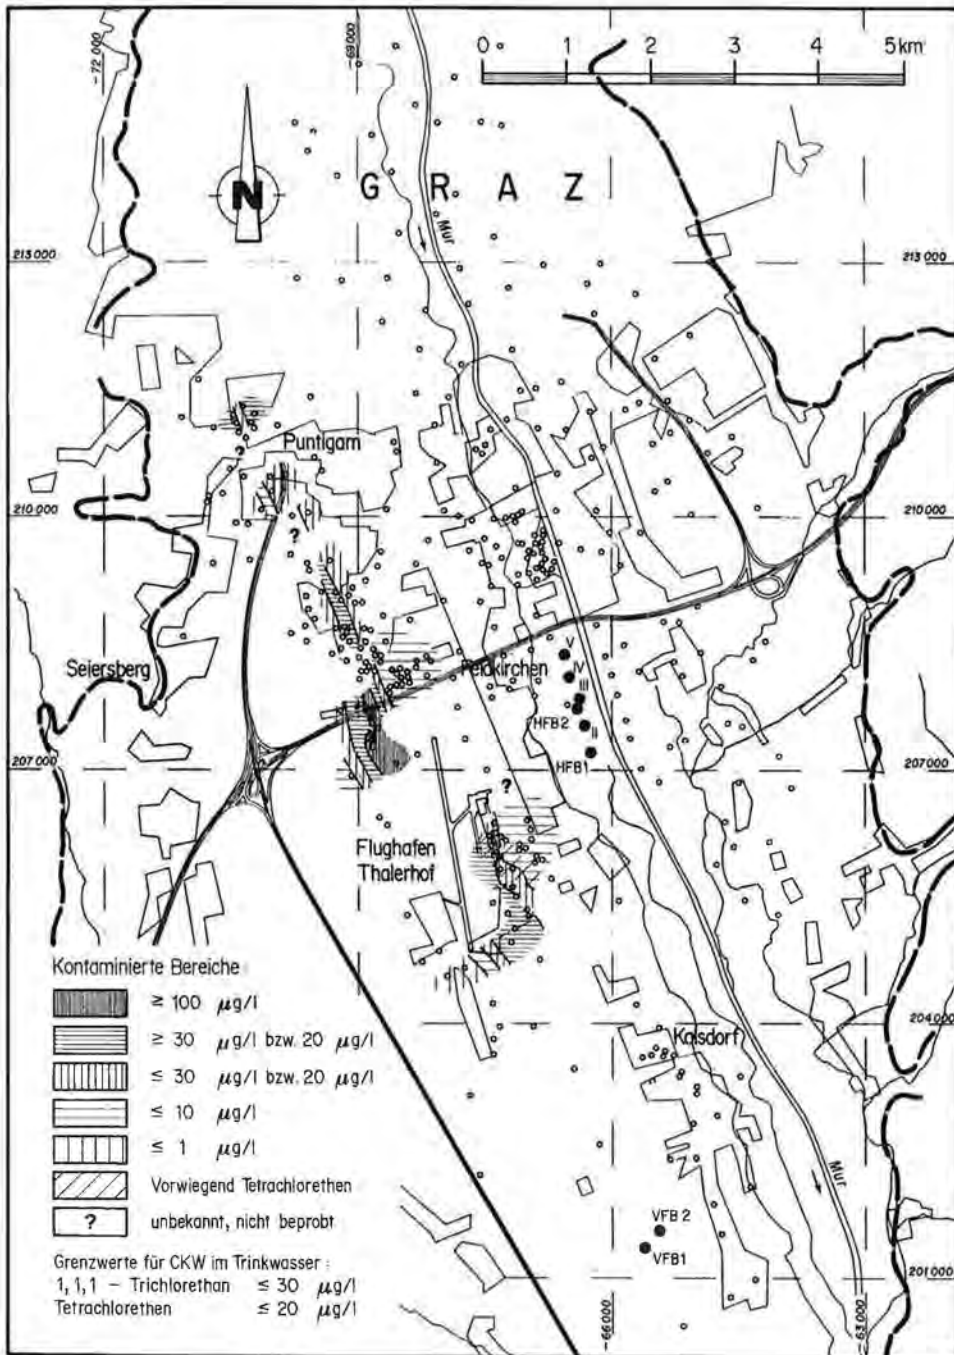 -72 000
-69 000
0 1 2 3 4 5 km
N
G R A Z
Mur
213 000
213 000
Puntigam
?
210 000
210 000
?
Seiersberg
Feldkirchen
V
IV
III
HFB 2
II
HFB1
207 000
207 000
?
Flughafen
Thalerhof
Kontaminierte Bereiche :
≥ 100 µg/l
≥ 30 µg/l bzw. 20 µg/l
≤ 30 µg/l bzw. 20 µg/l
≤ 10 µg/l
≤ 1 µg/l
Vorwiegend Tetrachlorethen
? unbekannt, nicht beprobt
Grenzwerte für CKW im Trinkwasser :
1, 1, 1 – Trichlorethan ≤ 30 µg/l
Tetrachlorethen ≤ 20 µg/l
204 000
Kalsdorf
Mur
VFB 2
VFB1
201 000
-66 000
-63 000